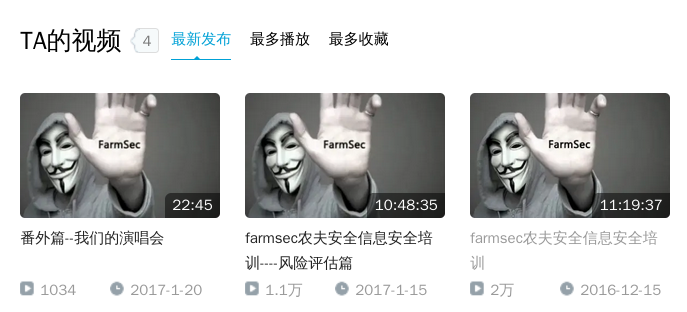 TA的视频 4 最新发布 最多播放 最多收藏
FarmSec FarmSec FarmSec
22:45 10:48:35 11:19:37
番外篇--我们的演唱会
farmsec农夫安全信息安全培
训----风险评估篇
farmsec农夫安全信息安全培
训
1034 2017-1-20 1.1万 2017-1-15 2万 2016-12-15